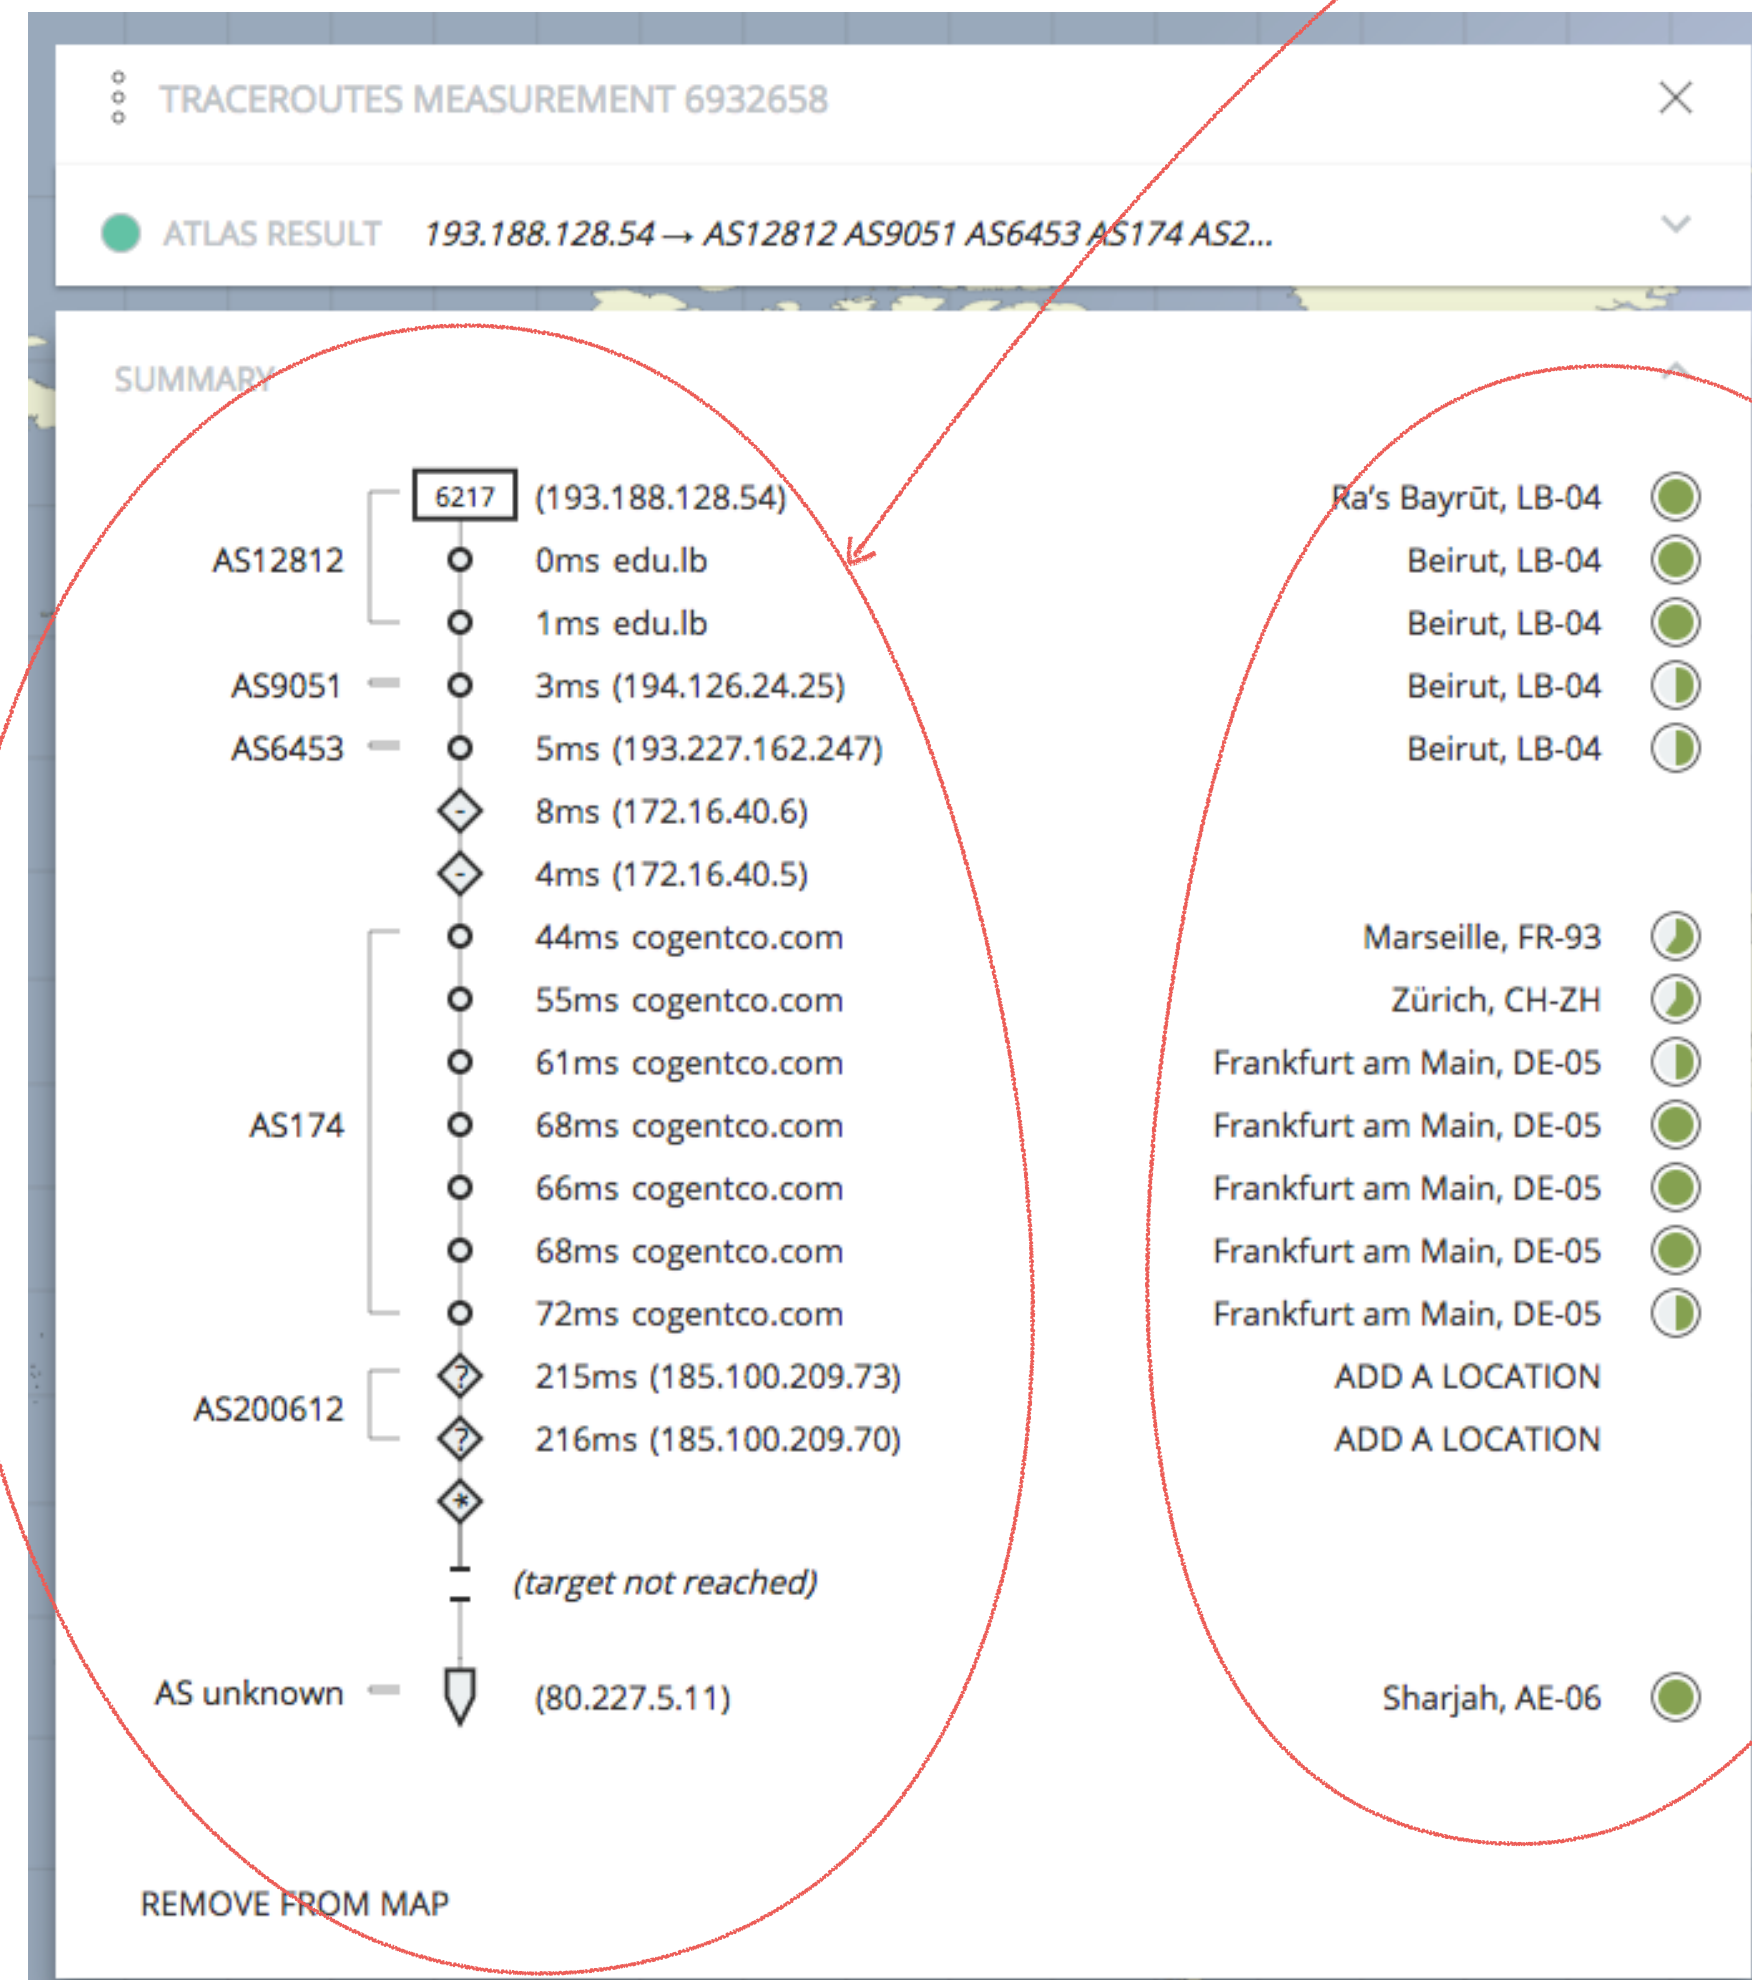 TRACEROUTES MEASUREMENT 6932658
ATLAS RESULT 193.188.128.54 → AS12812 AS9051 AS6453 AS174 AS2...
SUMMARY
6217 (193.188.128.54) Ra's Bayrūt, LB-04
AS12812 0ms edu.lb Beirut, LB-04
1ms edu.lb Beirut, LB-04
AS9051 3ms (194.126.24.25) Beirut, LB-04
AS6453 5ms (193.227.162.247) Beirut, LB-04
- 8ms (172.16.40.6)
- 4ms (172.16.40.5)
44ms cogentco.com Marseille, FR-93
55ms cogentco.com Zürich, CH-ZH
61ms cogentco.com Frankfurt am Main, DE-05
AS174 68ms cogentco.com Frankfurt am Main, DE-05
66ms cogentco.com Frankfurt am Main, DE-05
68ms cogentco.com Frankfurt am Main, DE-05
72ms cogentco.com Frankfurt am Main, DE-05
? 215ms (185.100.209.73) ADD A LOCATION
AS200612
? 216ms (185.100.209.70) ADD A LOCATION
*
(target not reached)
AS unknown (80.227.5.11) Sharjah, AE-06
REMOVE FROM MAP